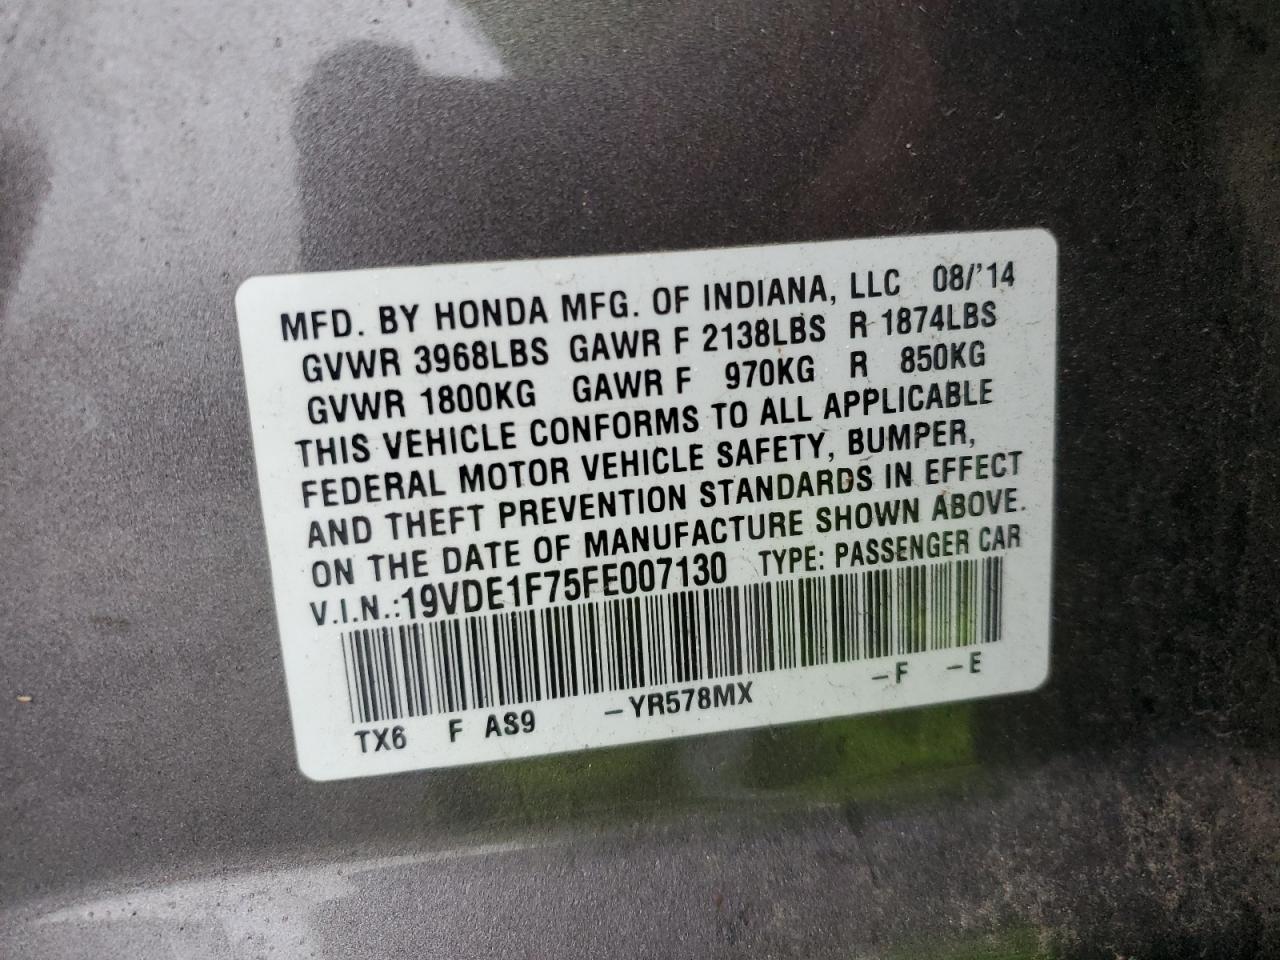 MFD. BY HONDA MFG. OF INDIANA, LLC 08/'14
GVWR 3968LBS GAWR F 2138LBS R 1874LBS
GVWR 1800KG GAWR F 970KG R 850KG
THIS VEHICLE CONFORMS TO ALL APPLICABLE
FEDERAL MOTOR VEHICLE SAFETY, BUMPER,
AND THEFT PREVENTION STANDARDS IN EFFECT
ON THE DATE OF MANUFACTURE SHOWN ABOVE.
V.I.N.:19VDE1F75FE007130 TYPE: PASSENGER CAR
TX6 F AS9 -YR578MX -F -E